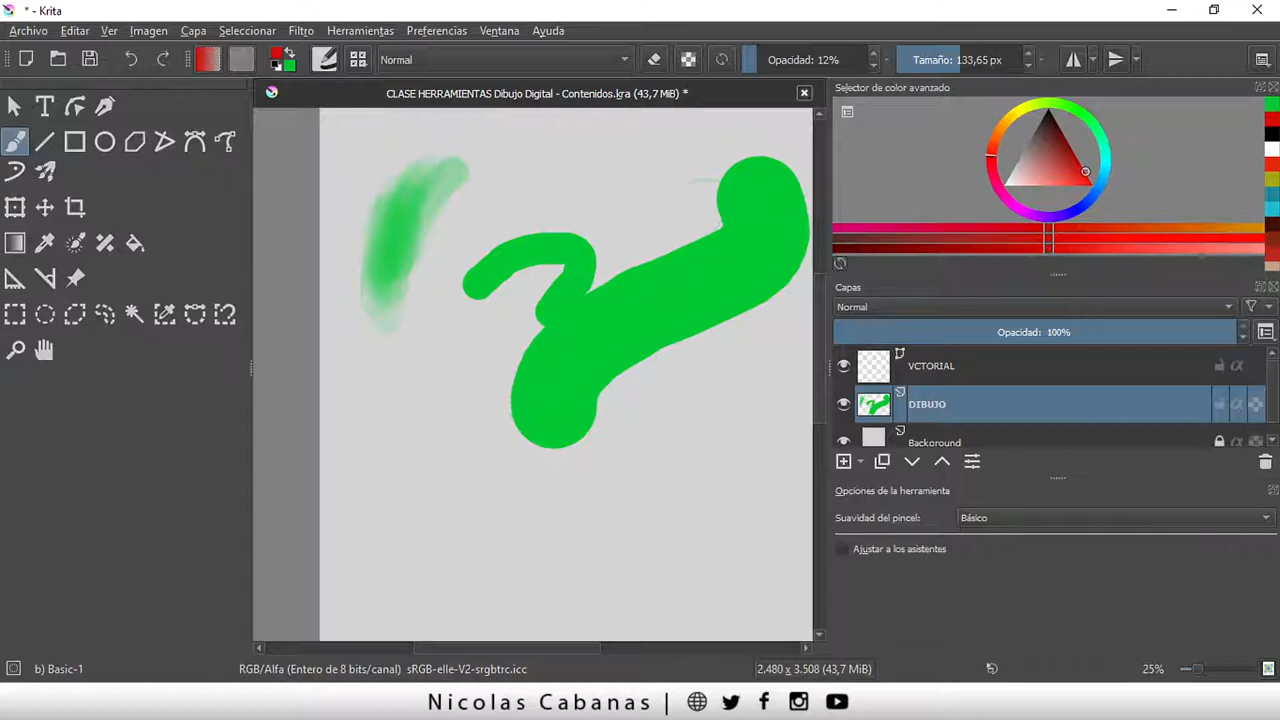 * - Krita
Archivo Editar Ver Imagen Capa Seleccionar Filtro Herramientas Preferencias Ventana Ayuda
Normal Opacidad: 12% Tamaño: 133,65 px
CLASE HERRAMIENTAS Dibujo Digital - Contenidos.kra (43,7 MiB) *
Selector de color avanzado
Capas
Normal
Opacidad: 100%
VCTORIAL
DIBUJO
Background
Opciones de la herramienta
Suavidad del pincel: Básico
Ajustar a los asistentes
b) Basic-1 RGB/Alfa (Entero de 8 bits/canal) sRGB-elle-V2-srgbtrc.icc 2.480 x 3.508 (43,7 MiB) 25%
Nicolas Cabanas |